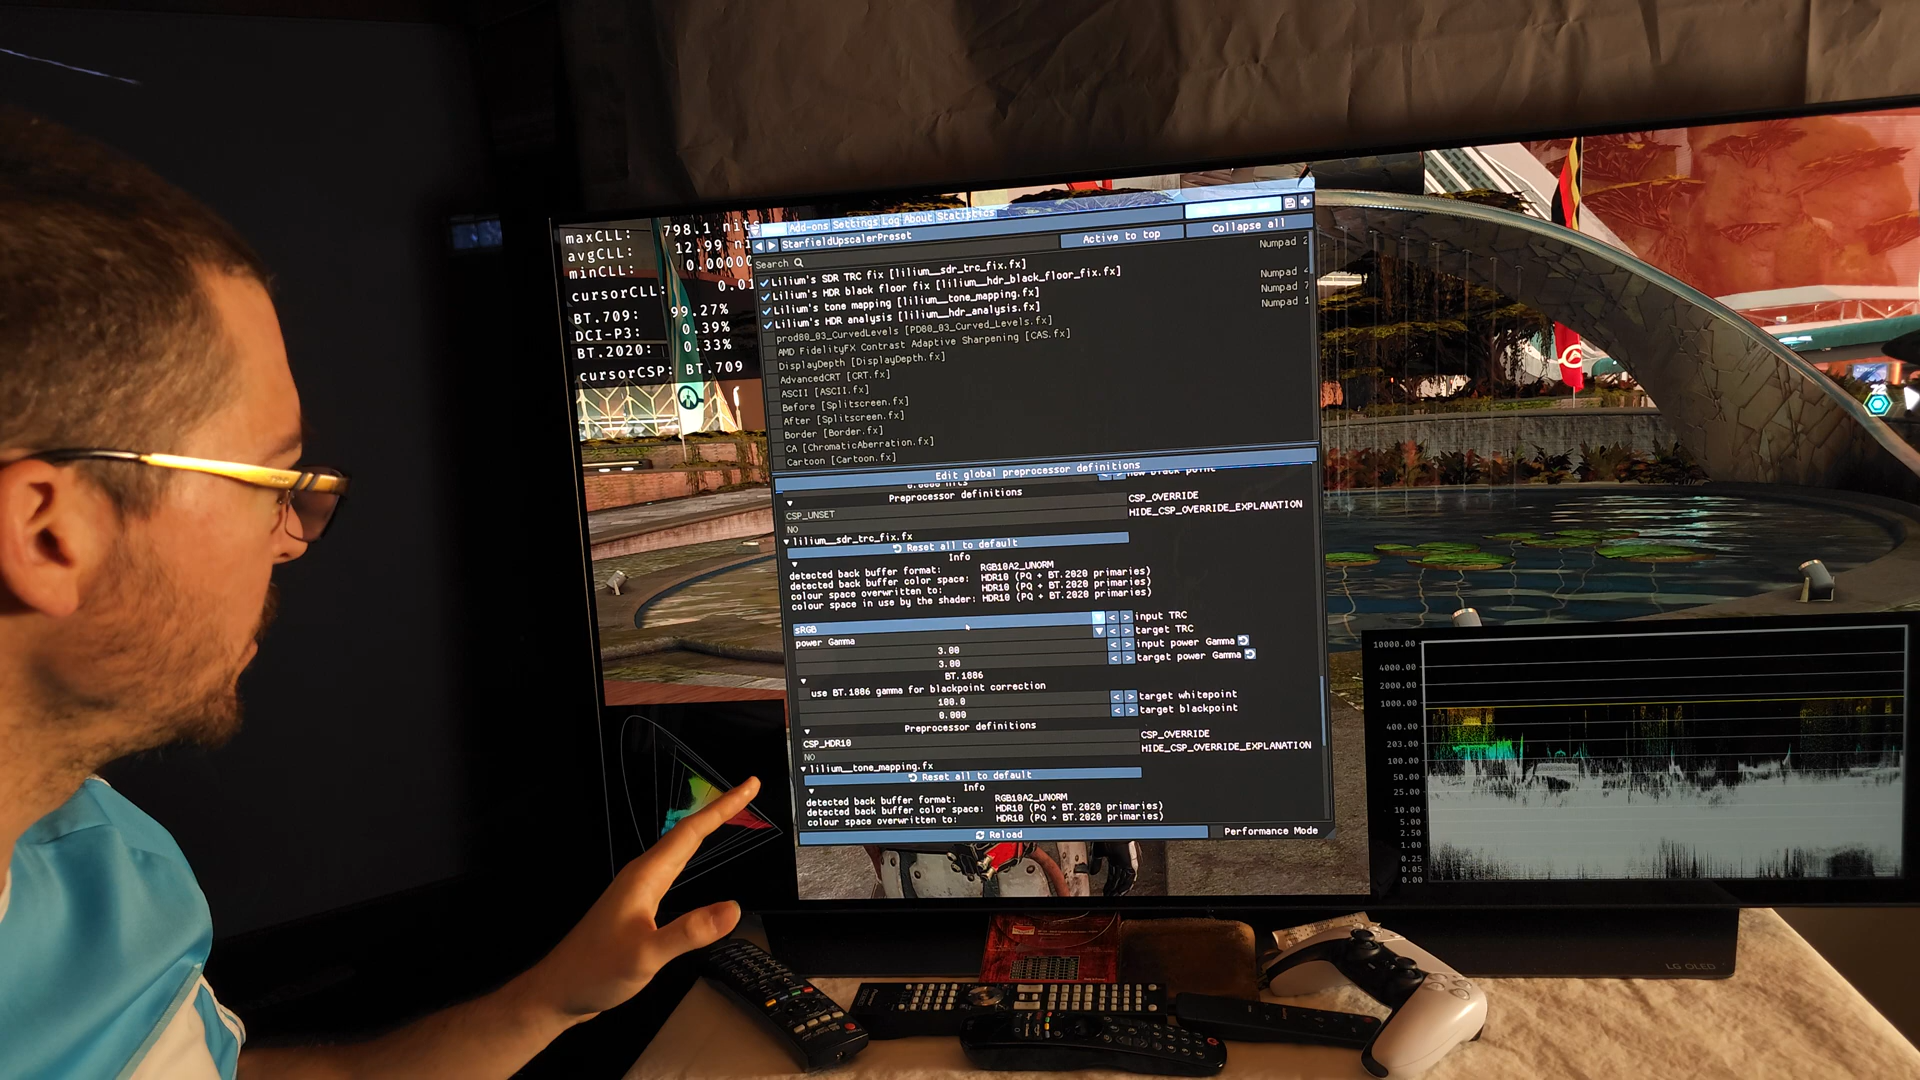 maxCLL: 798.1 nits
avgCLL: 12.99 ni
minCLL: 0.00000
cursorCLL: 0.01
BT.709: 99.27%
DCI-P3: 0.39%
BT.2020: 0.33%
cursorCSP: BT.709
Add-ons Settings Log About Statistics
StarfieldUpscalerPreset
Active to top
Collapse all
Search
Lilium's SDR TRC fix [lilium__sdr_trc_fix.fx] Numpad 2
Lilium's HDR black floor fix [lilium__hdr_black_floor_fix.fx] Numpad
Lilium's tone mapping [lilium__tone_mapping.fx] Numpad 7
Lilium's HDR analysis [lilium__hdr_analysis.fx] Numpad 1
prod80_03_CurvedLevels [PD80_03_Curved_Levels.fx]
AMD FidelityFX Contrast Adaptive Sharpening [CAS.fx]
DisplayDepth [DisplayDepth.fx]
AdvancedCRT [CRT.fx]
ASCII [ASCII.fx]
Before [Splitscreen.fx]
After [Splitscreen.fx]
Border [Border.fx]
CA [ChromaticAberration.fx]
Cartoon [Cartoon.fx]
Edit global preprocessor definitions
Preprocessor definitions
CSP_UNSET CSP_OVERRIDE
NO HIDE_CSP_OVERRIDE_EXPLANATION
lilium__sdr_trc_fix.fx
Reset all to default
Info
detected back buffer format: RGB10A2_UNORM
detected back buffer color space: HDR10 (PQ + BT.2020 primaries)
colour space overwritten to: HDR10 (PQ + BT.2020 primaries)
colour space in use by the shader: HDR10 (PQ + BT.2020 primaries)
sRGB < > input TRC
power Gamma < > target TRC
3.00 < > input power Gamma
3.00 < > target power Gamma
BT.1886
use BT.1886 gamma for blackpoint correction
100.0 < > target whitepoint
0.000 < > target blackpoint
Preprocessor definitions
CSP_HDR10 CSP_OVERRIDE
NO HIDE_CSP_OVERRIDE_EXPLANATION
lilium__tone_mapping.fx
Reset all to default
Info
detected back buffer format: RGB10A2_UNORM
detected back buffer color space: HDR10 (PQ + BT.2020 primaries)
colour space overwritten to: HDR10 (PQ + BT.2020 primaries)
Reload
Performance Mode
10000.00
4000.00
2000.00
1000.00
400.00
203.00
100.00
50.00
25.00
10.00
5.00
2.50
1.00
0.25
0.05
0.00
72
LG OLED